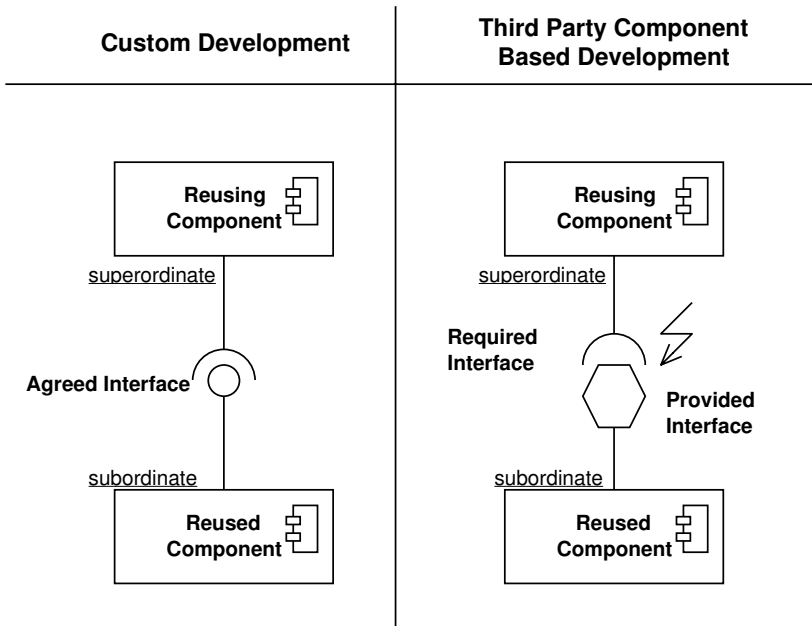 Custom Development
Third Party Component
Based Development
Reusing
Component
superordinate
Agreed Interface
subordinate
Reused
Component
Reusing
Component
superordinate
Required
Interface
Provided
Interface
subordinate
Reused
Component